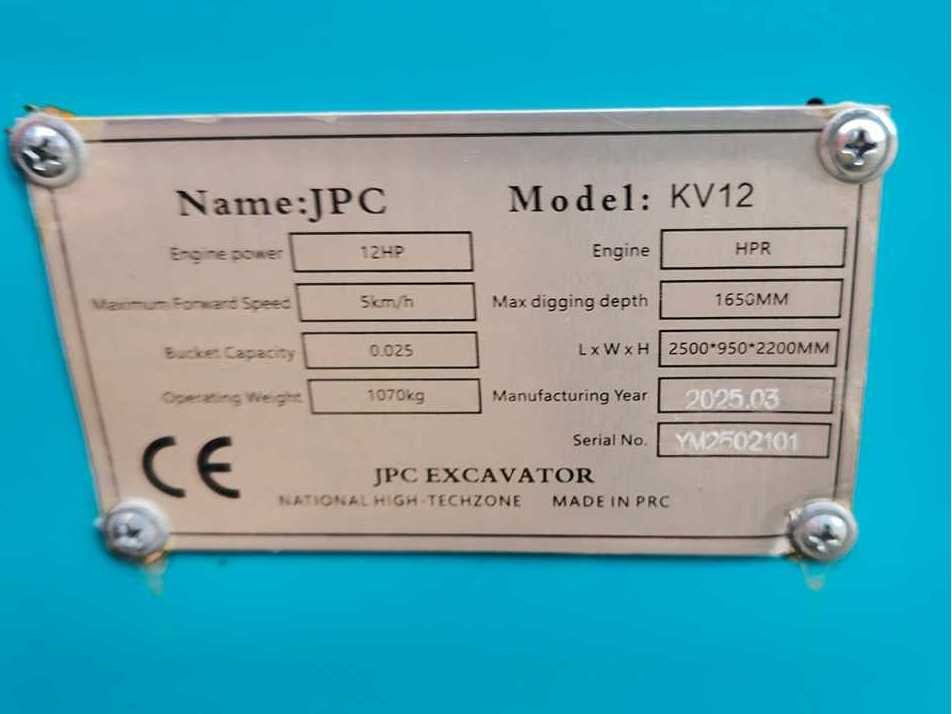 Name:JPC Model: KV12
Engine power 12HP Engine HPR
Maximum Forward Speed 5km/h Max digging depth 1650MM
Bucket Capacity 0.025 LxWxH 2500*950*2200MM
Operating Weight 1070kg Manufacturing Year 2025.03
Serial No. YM2502101
CE
JPC EXCAVATOR
NATIONAL HIGH-TECHZONE MADE IN PRC